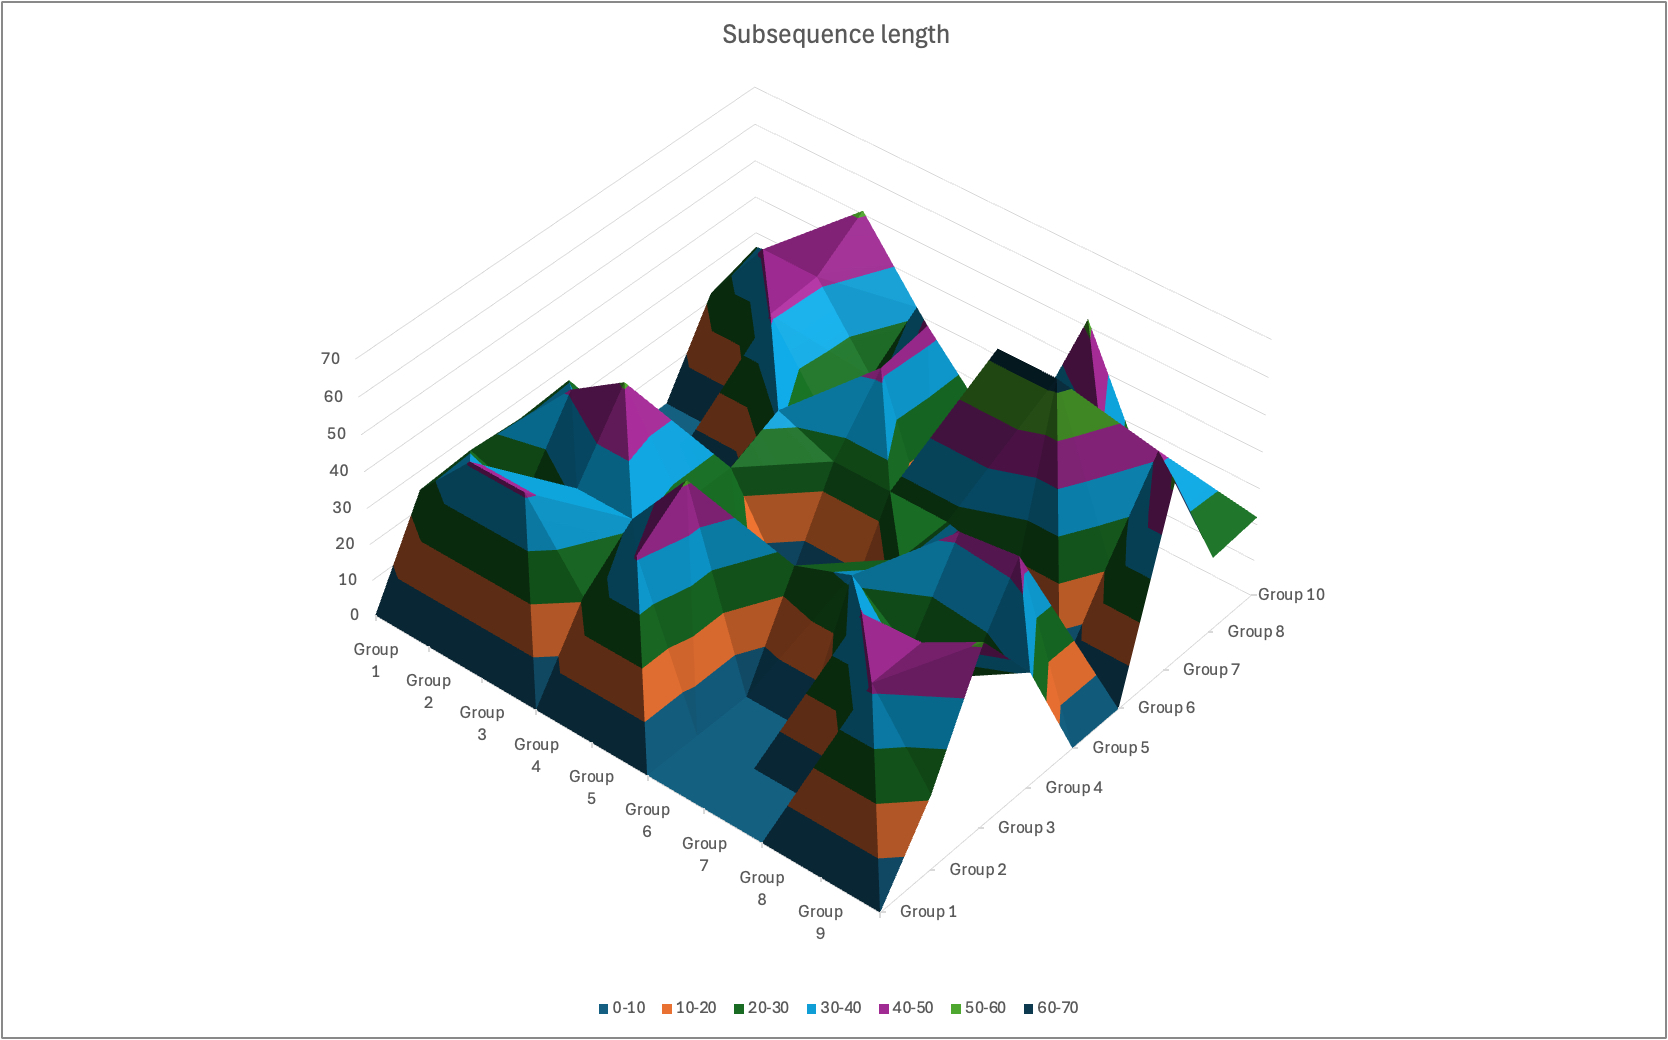 Subsequence length
70
60
50
40
30
20
10
0
Group
1
Group
2
Group
3
Group
4
Group
5
Group
6
Group
7
Group
8
Group
9
Group 10
Group 8
Group 7
Group 6
Group 5
Group 4
Group 3
Group 2
Group 1
0-10 10-20 20-30 30-40 40-50 50-60 60-70